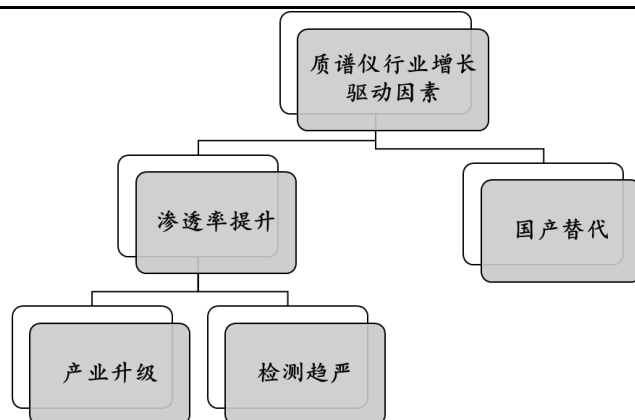 质谱仪行业增长
驱动因素
渗透率提升
国产替代
产业升级
检测趋严